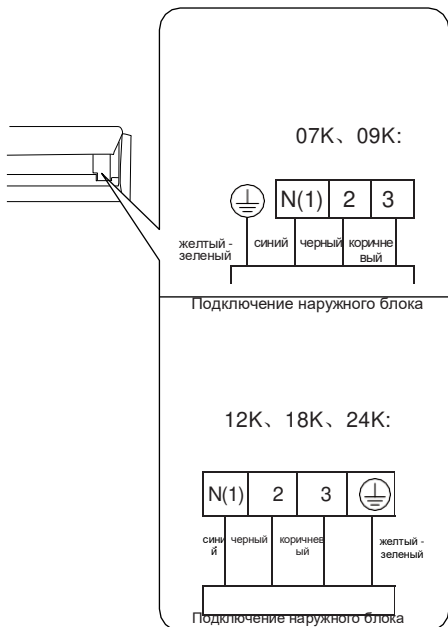 07K、09K:
N(1) 2 3
желтый - синий черный коричне
зеленый вый
Подключение наружного блока
12K、18K、24K:
N(1) 2 3
сини черный коричнев желтый -
й ый зеленый
Подключение наружного блока